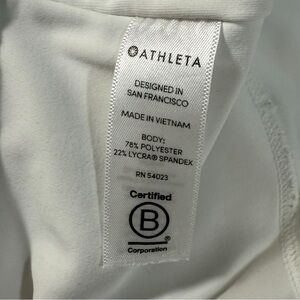 ATHLETA
DESIGNED IN
SAN FRANCISCO
MADE IN VIETNAM
BODY:
78% POLYESTER
22% LYCRA® SPANDEX
RN 54023
Certified
B
®
Corporation